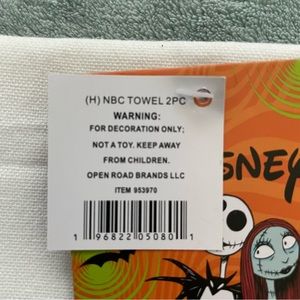 (H) NBC TOWEL 2PC
WARNING:
FOR DECORATION ONLY;
NOT A TOY. KEEP AWAY
FROM CHILDREN.
OPEN ROAD BRANDS LLC
ITEM 953970
1 96822 05080 1
SNEY